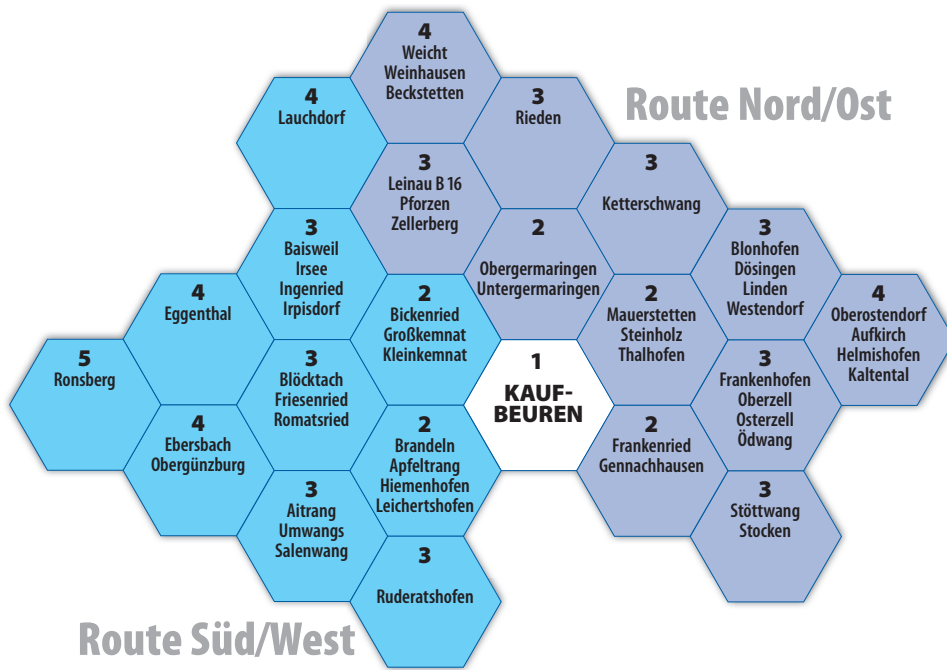 4
Weicht
Weinhausen
Beckstetten
4
Lauchdorf
3
Rieden
Route Nord/Ost
3
Leinau B 16
Pforzen
Zellerberg
3
Ketterschwang
3
Baisweil
Irsee
Ingenried
Irpisdorf
2
Obergermaringen
Untergermaringen
3
Blonhofen
Dösingen
Linden
Westendorf
4
Eggenthal
2
Bickenried
Großkemnat
Kleinkemnat
2
Mauerstetten
Steinholz
Thalhofen
4
Oberostendorf
Aufkirch
Helmishofen
Kaltental
5
Ronsberg
3
Blöcktach
Friesenried
Romatsried
1
KAUF-
BEUREN
3
Frankenhofen
Oberzell
Osterzell
Ödwang
4
Ebersbach
Obergünzburg
2
Brandeln
Apfeltrang
Hiemenhofen
Leichertshofen
2
Frankenried
Gennachhausen
3
Aitrang
Umwangs
Salenwang
3
Stöttwang
Stocken
3
Ruderatshofen
Route Süd/West